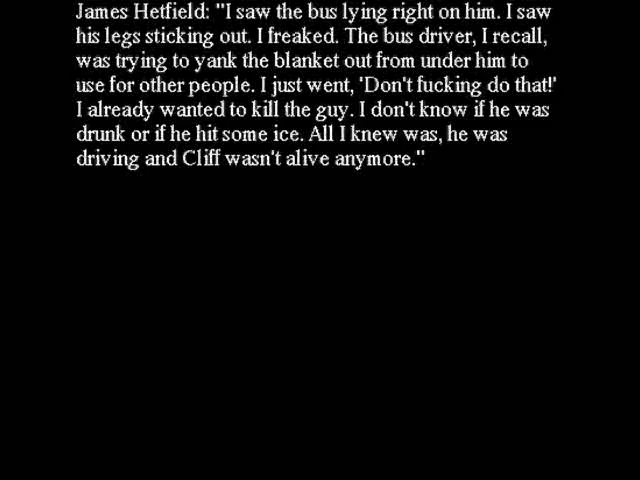 James Hetfield: "I saw the bus lying right on him. I saw
his legs sticking out. I freaked. The bus driver, I recall,
was trying to yank the blanket out from under him to
use for other people. I just went, 'Don't fucking do that!'
I already wanted to kill the guy. I don't know if he was
drunk or if he hit some ice. All I knew was, he was
driving and Cliff wasn't alive anymore."